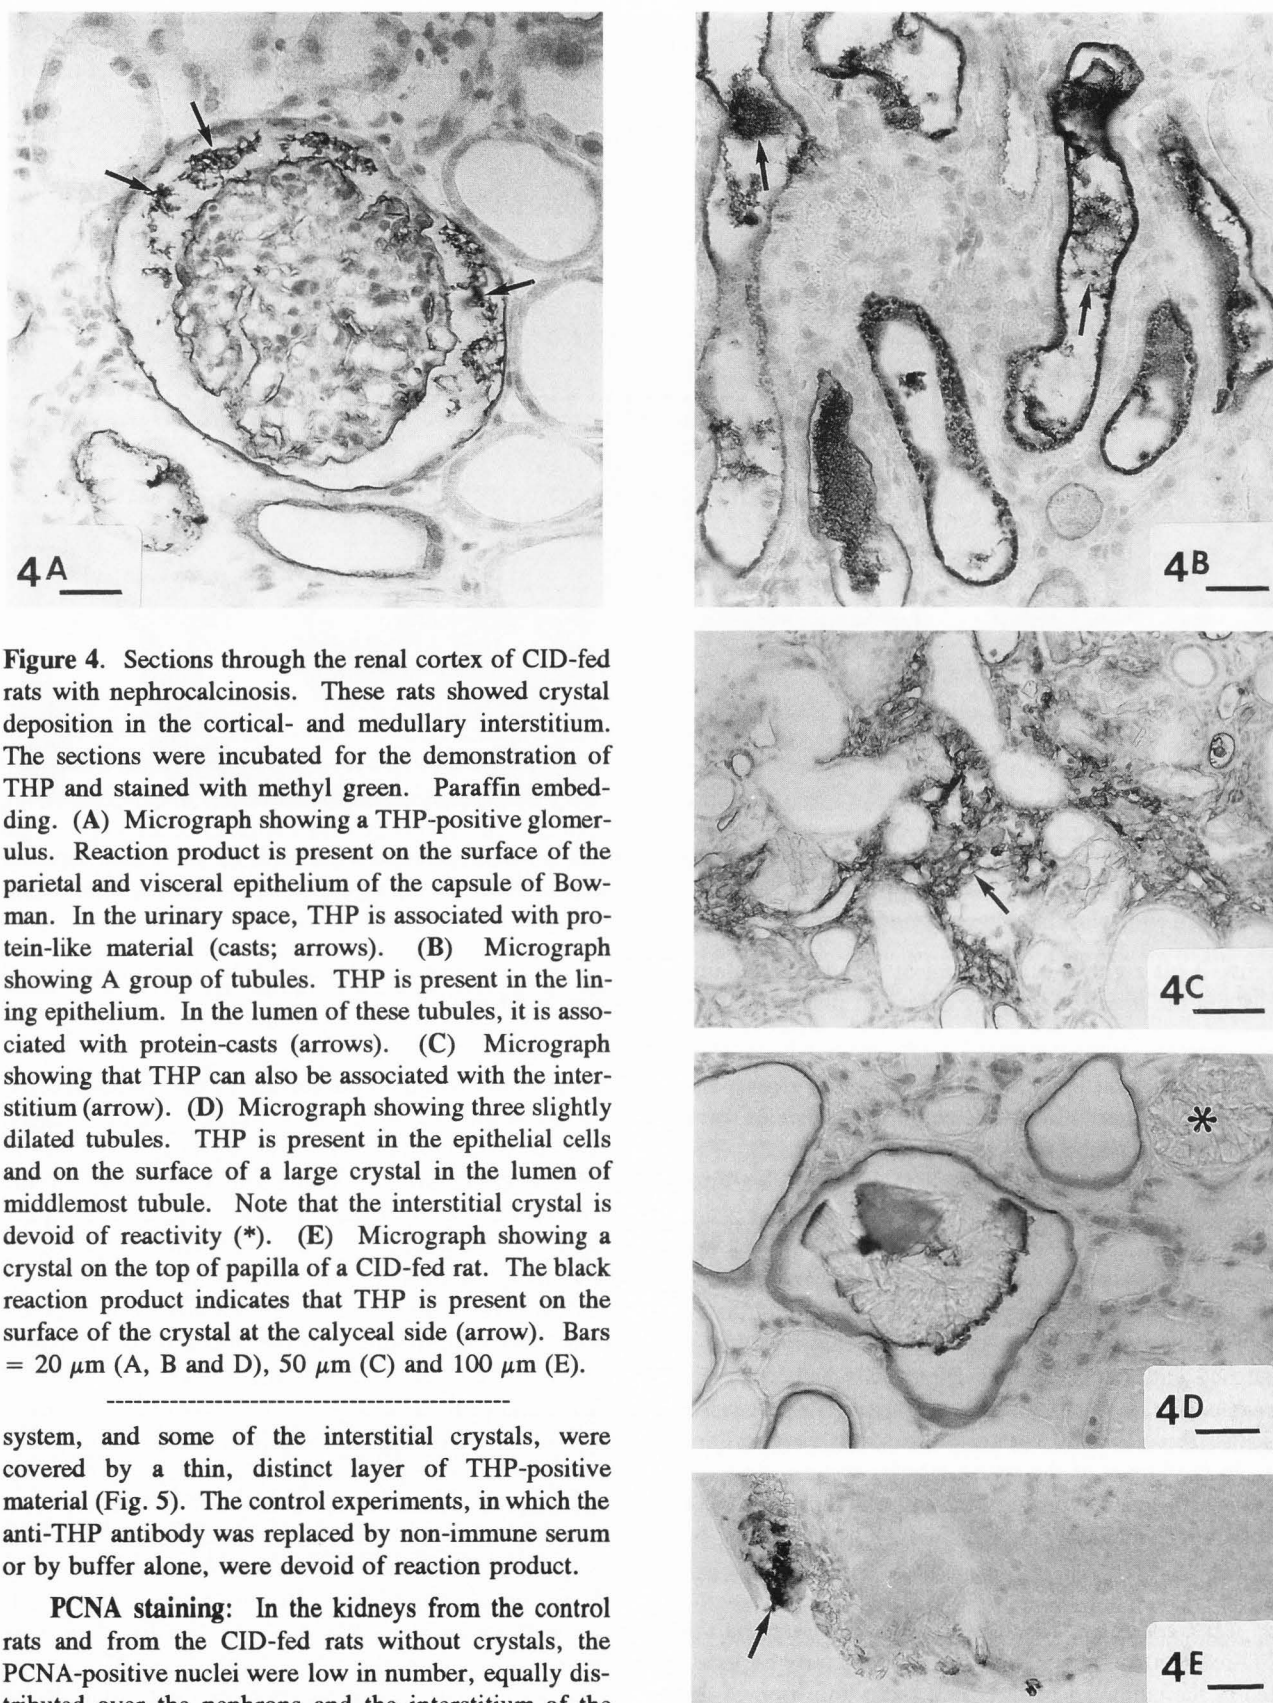 4A
4B
Figure 4. Sections through the renal cortex of CID-fed
rats with nephrocalcinosis. These rats showed crystal
deposition in the cortical- and medullary interstitium.
The sections were incubated for the demonstration of
THP and stained with methyl green. Paraffin embed-
ding. (A) Micrograph showing a THP-positive glomer-
ulus. Reaction product is present on the surface of the
parietal and visceral epithelium of the capsule of Bow-
man. In the urinary space, THP is associated with pro-
tein-like material (casts; arrows). (B) Micrograph
showing A group of tubules. THP is present in the lin-
ing epithelium. In the lumen of these tubules, it is asso-
ciated with protein-casts (arrows). (C) Micrograph
showing that THP can also be associated with the inter-
stitium (arrow). (D) Micrograph showing three slightly
dilated tubules. THP is present in the epithelial cells
and on the surface of a large crystal in the lumen of
middlemost tubule. Note that the interstitial crystal is
devoid of reactivity (*). (E) Micrograph showing a
crystal on the top of papilla of a CID-fed rat. The black
reaction product indicates that THP is present on the
surface of the crystal at the calyceal side (arrow). Bars
= 20 μm (A, B and D), 50 μm (C) and 100 μm (E).
system, and some of the interstitial crystals, were
covered by a thin, distinct layer of THP-positive
material (Fig. 5). The control experiments, in which the
anti-THP antibody was replaced by non-immune serum
or by buffer alone, were devoid of reaction product.
PCNA staining: In the kidneys from the control
rats and from the CID-fed rats without crystals, the
PCNA-positive nuclei were low in number, equally dis-
tributed over the nephrons and the interstitium of the
4C
*
4D
4E